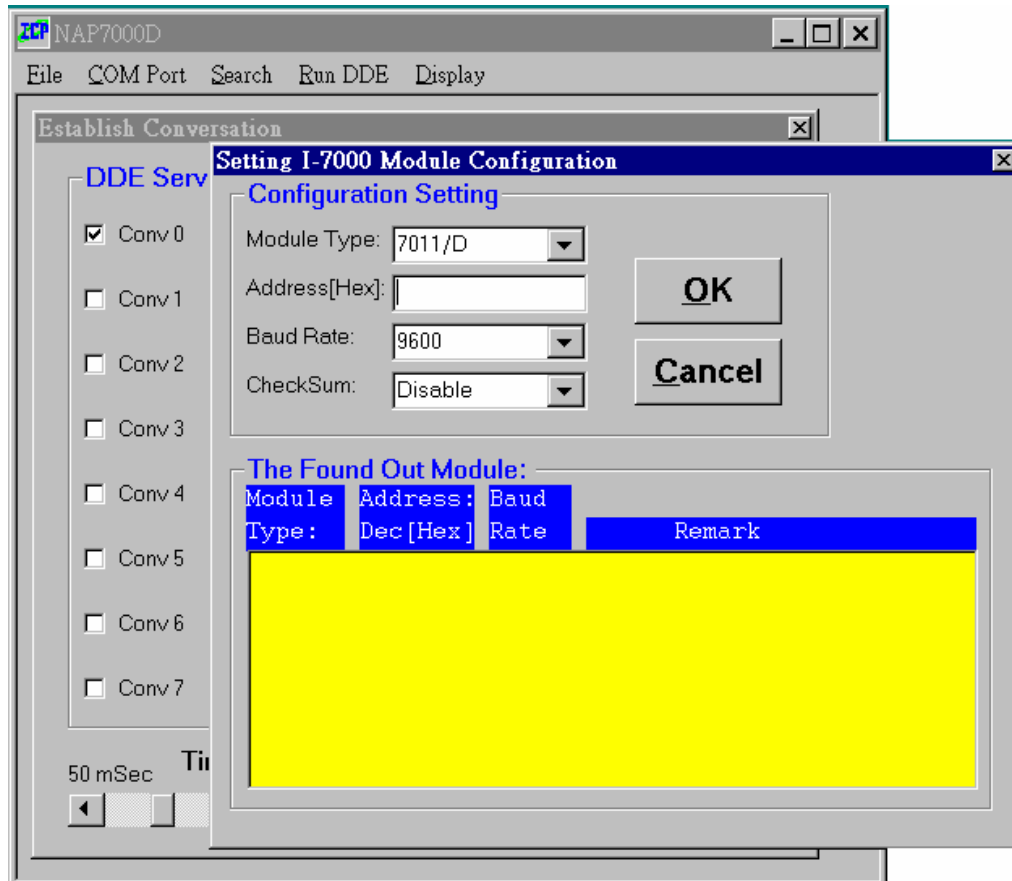 ICP NAP7000D
File COM Port Search Run DDE Display
Establish Conversation
DDE Serv
Conv 0
Conv 1
Conv 2
Conv 3
Conv 4
Conv 5
Conv 6
Conv 7
50 mSec
Setting I-7000 Module Configuration
Configuration Setting
Module Type: 7011/D
Address[Hex]:
Baud Rate: 9600
CheckSum: Disable
OK
Cancel
The Found Out Module:
Module Address: Baud
Type: Dec[Hex] Rate Remark